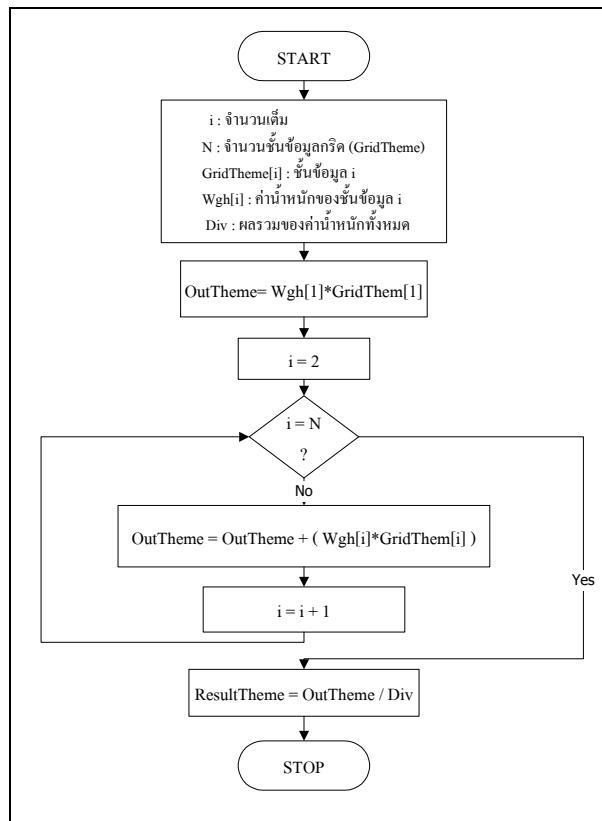 START
i : จำนวนเต็ม
N : จำนวนชั้นข้อมูลกริด (GridTheme)
GridTheme[i] : ชั้นข้อมูล i
Wgh[i] : ค่าน้ำหนักของชั้นข้อมูล i
Div : ผลรวมของค่าน้ำหนักทั้งหมด
OutTheme= Wgh[1]*GridThem[1]
i = 2
i = N
?
No
OutTheme = OutTheme + ( Wgh[i]*GridThem[i] )
Yes
i = i + 1
ResultTheme = OutTheme / Div
STOP